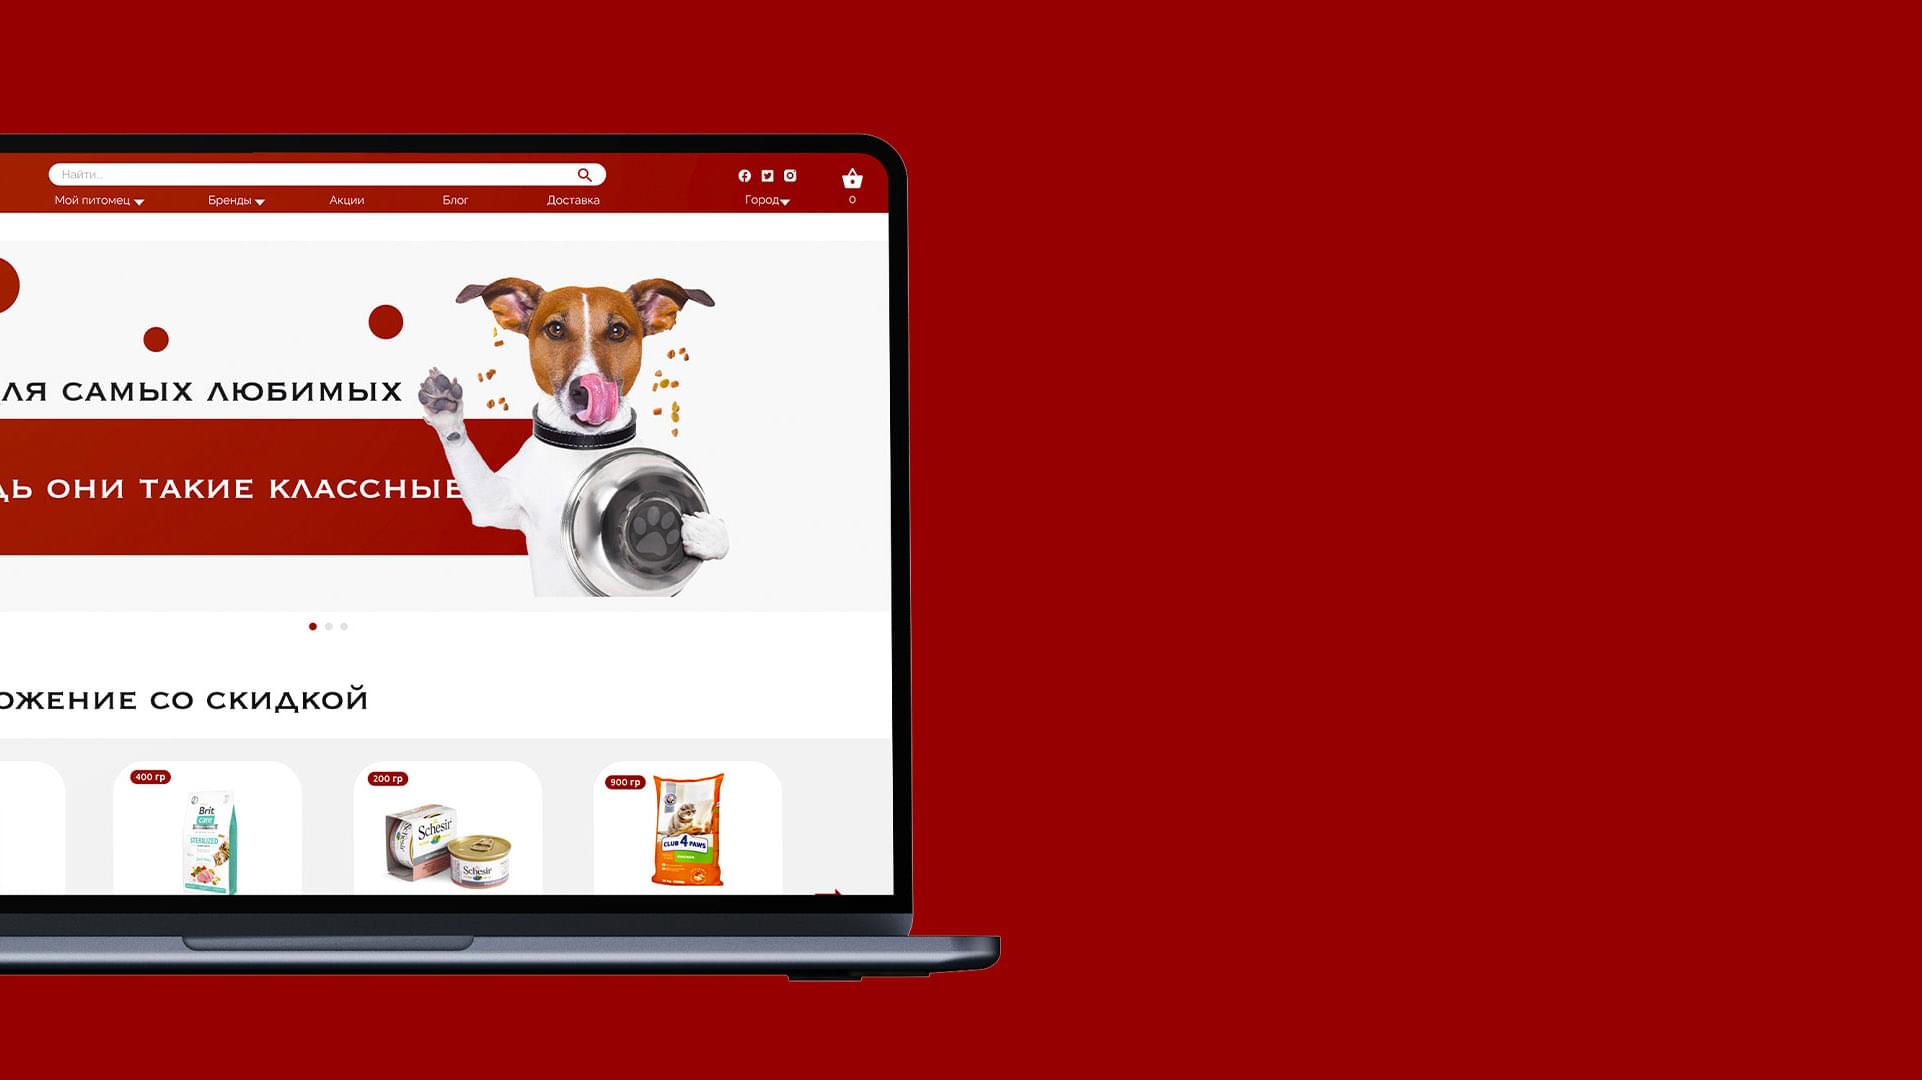 Найти...
Мой питомец Бренды Акции Блог Доставка Город 0
ЛЯ САМЫХ ЛЮБИМЫХ
ДЬ ОНИ ТАКИЕ КЛАССНЫЕ
ОЖЕНИЕ СО СКИДКОЙ
400 гр
200 гр
900 гр
Brit
care
STERILIZED
Schesir
Schesir
CLUB 4 PAWS